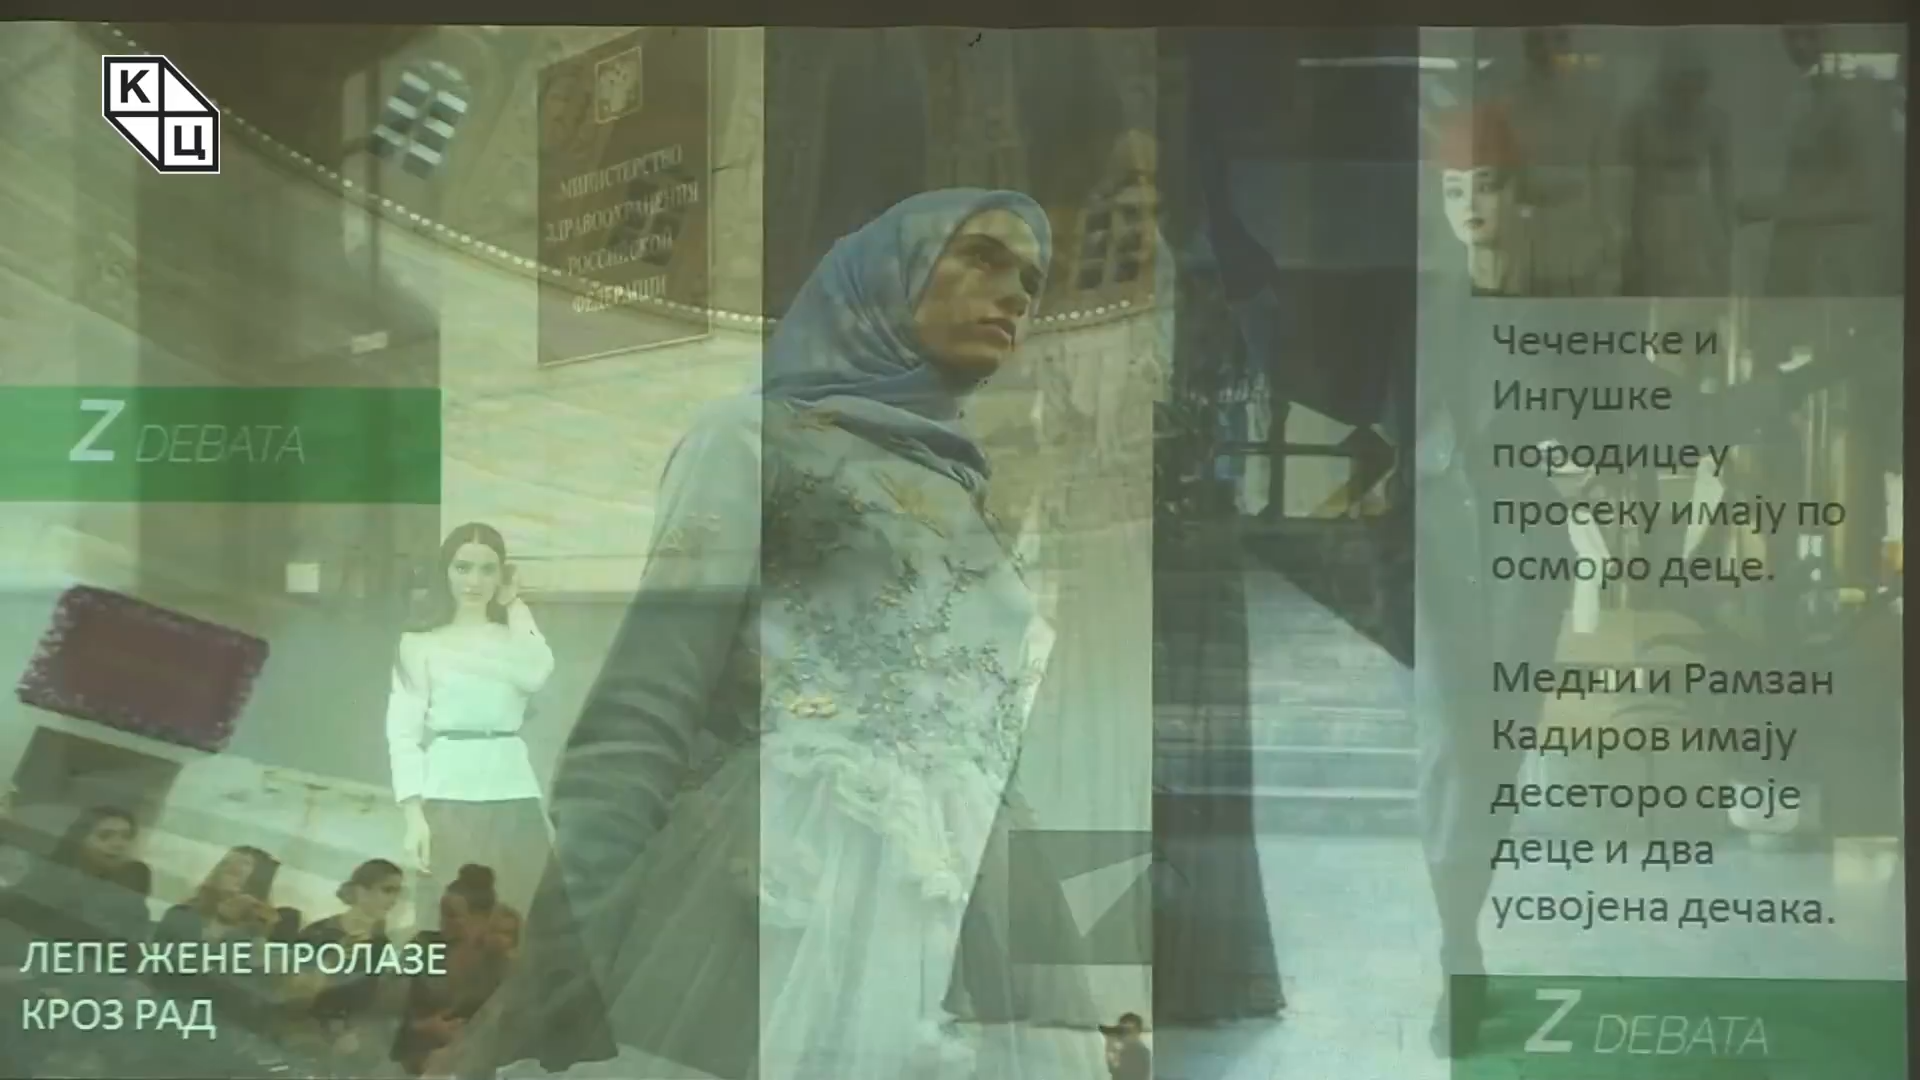 К
Ц
МИНИСТЕРСТВО
ЗДРАВООХРАНЕНИЯ
РОССИЙСКОЙ
ФЕДЕРАЦИИ
Z DEBATA
ЛЕПЕ ЖЕНЕ ПРОЛАЗЕ
КРОЗ РАД
Чеченске и
Ингушке
породице у
просеку имају по
осморо деце.
Медни и Рамзан
Кадиров имају
десеторо своје
деце и два
усвојена дечака.
Z DEBATA